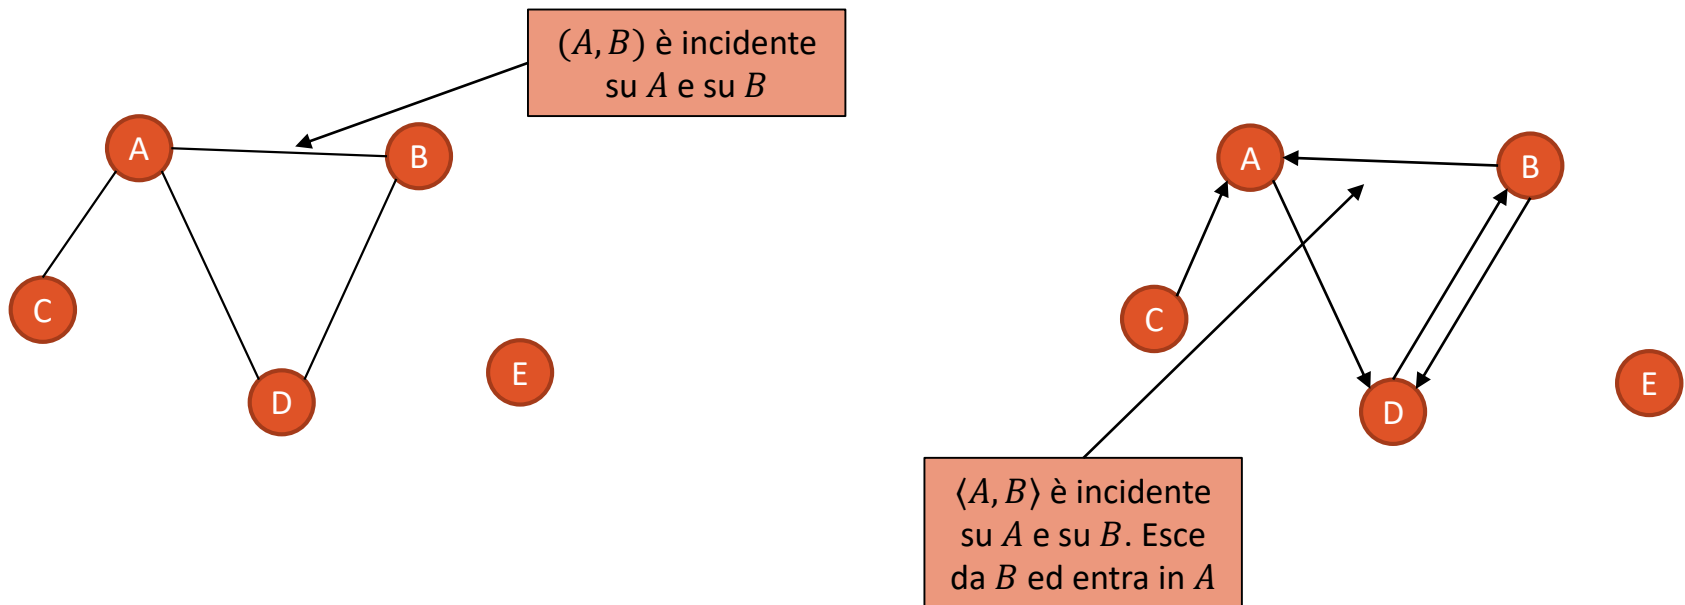 (A, B) è incidente
su A e su B
A
B
C
D
E
A
B
C
D
E
⟨A, B⟩ è incidente
su A e su B. Esce
da B ed entra in A